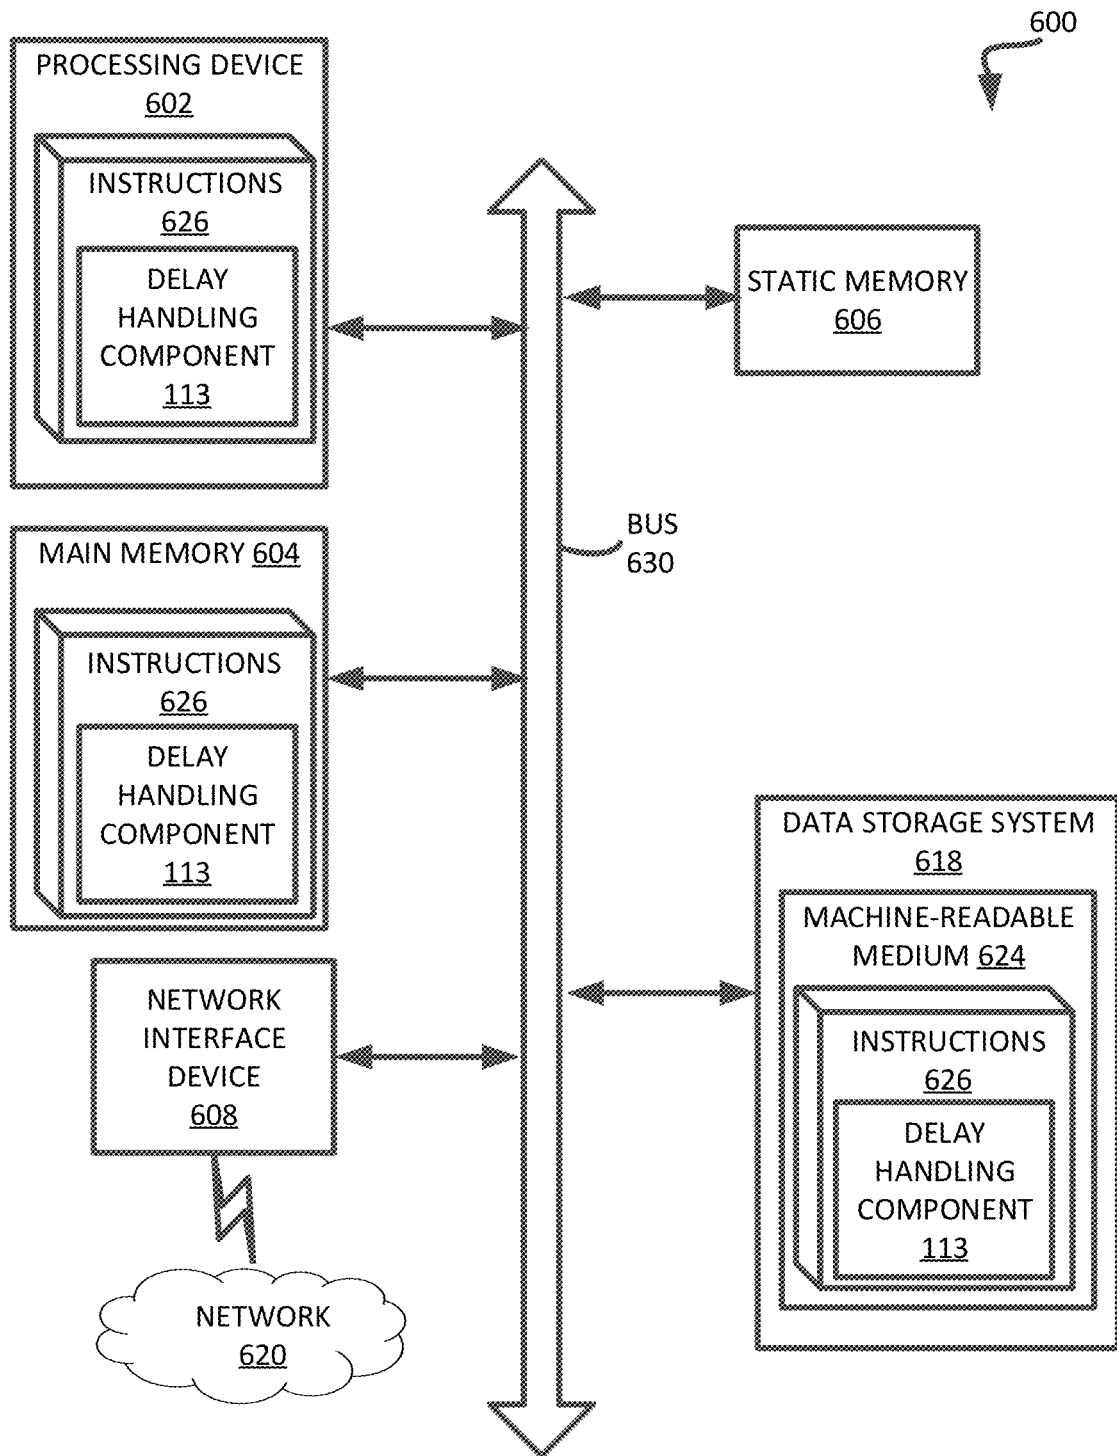 600
PROCESSING DEVICE
602
INSTRUCTIONS
626
DELAY
HANDLING
COMPONENT
113
STATIC MEMORY
606
BUS
630
MAIN MEMORY 604
INSTRUCTIONS
626
DELAY
HANDLING
COMPONENT
113
DATA STORAGE SYSTEM
618
MACHINE-READABLE
MEDIUM 624
INSTRUCTIONS
626
DELAY
HANDLING
COMPONENT
113
NETWORK
INTERFACE
DEVICE
608
NETWORK
620